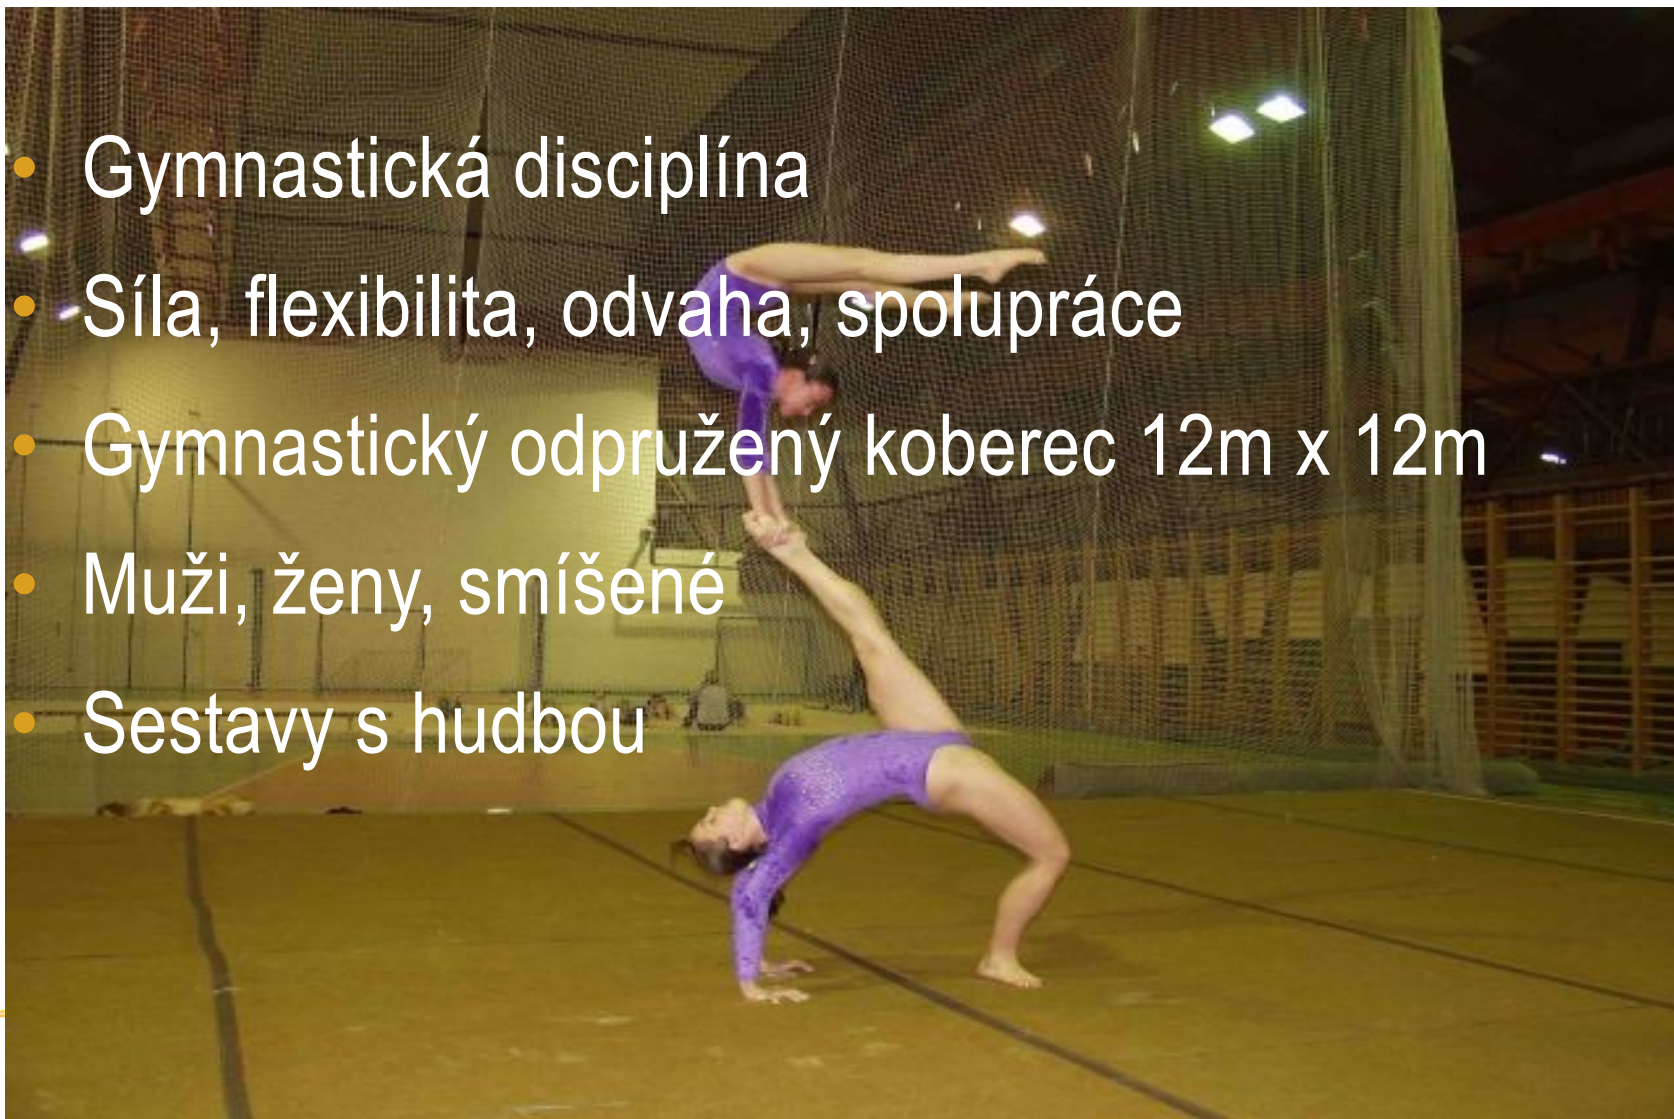 • Gymnastická disciplína
• Síla, flexibilita, odvaha, spolupráce
• Gymnastický odpružený koberec 12m x 12m
• Muži, ženy, smíšené
• Sestavy s hudbou